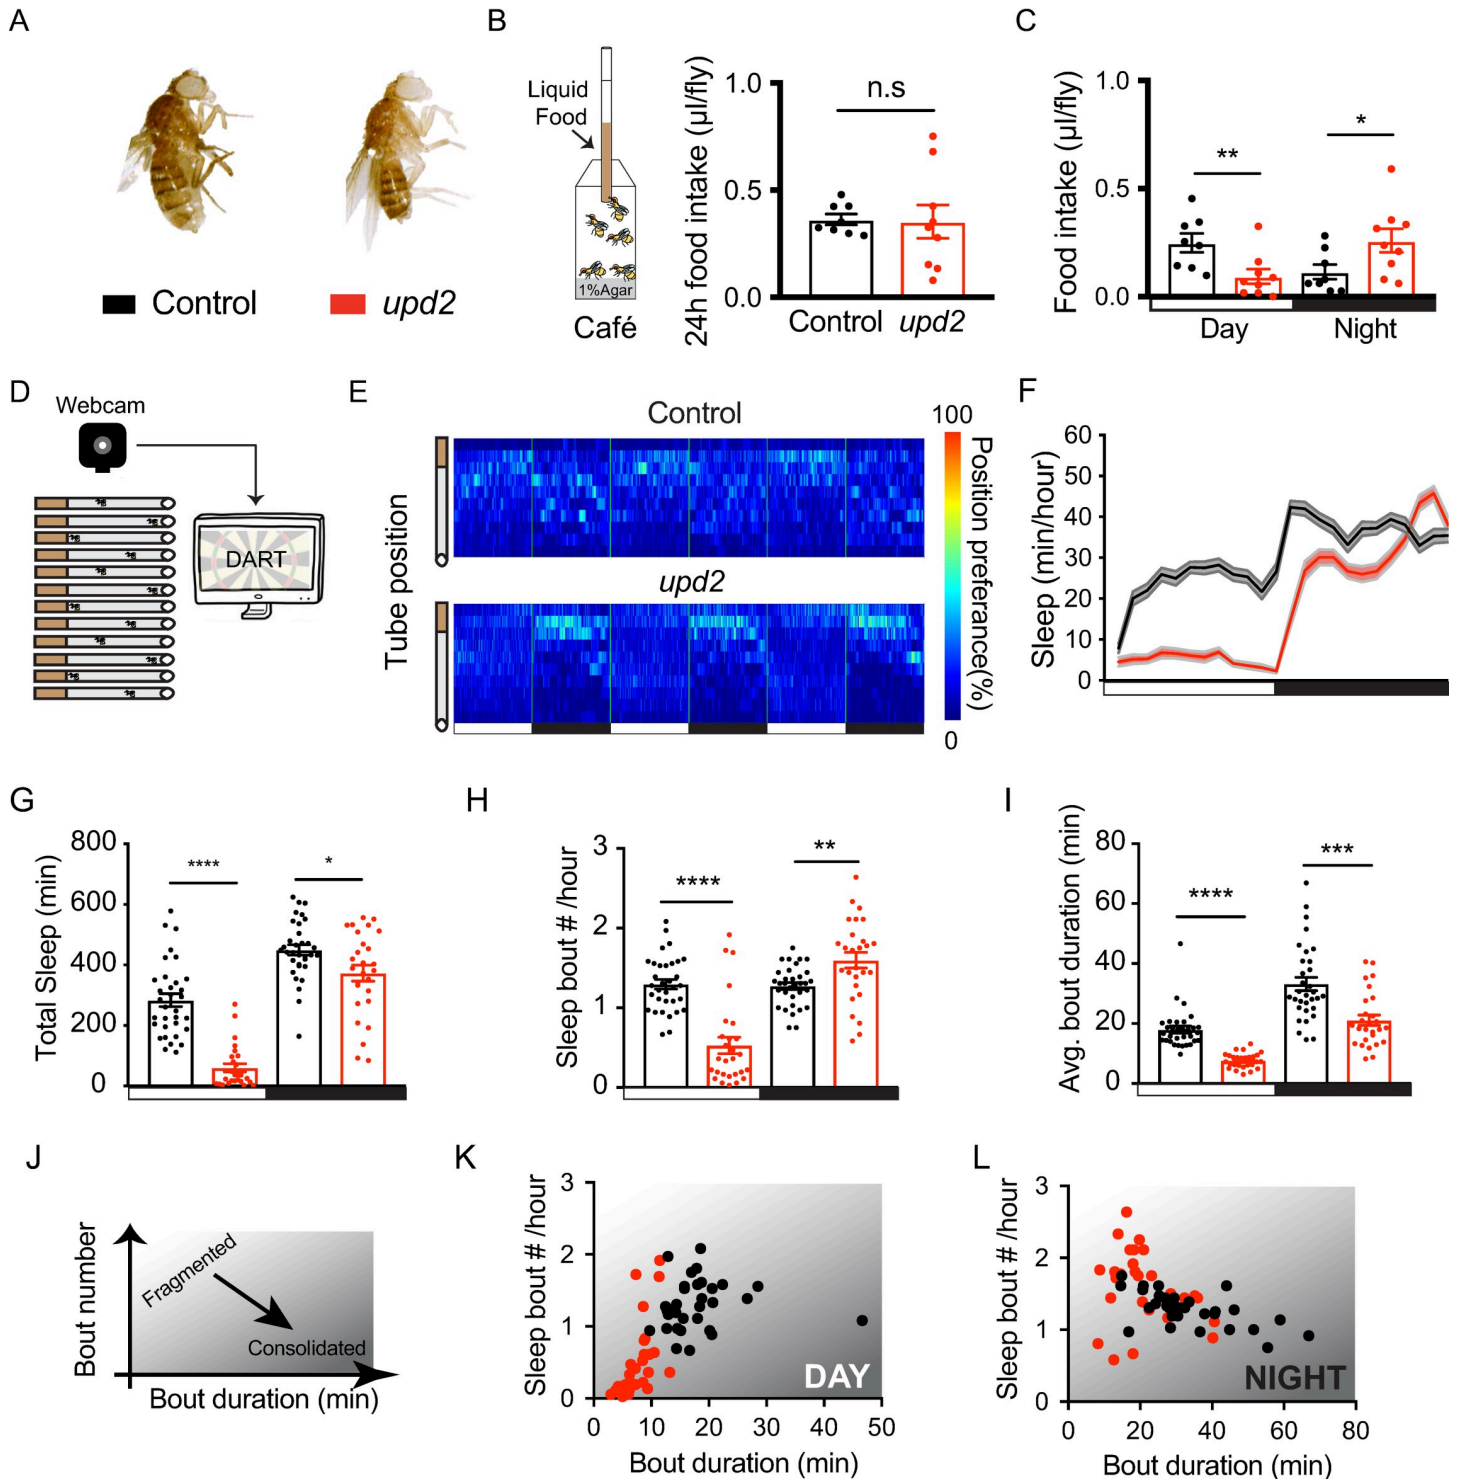 A
Control
upd2
B
Liquid
Food
1%Agar
Café
24h food intake (µl/fly)
1.0
0.5
0.0
n.s
Control upd2
C
Food intake (µl/fly)
1.0
0.5
0.0
**
*
Day
Night
D
Webcam
DART
E
Control
upd2
Tube position
100
Position preferance(%)
0
F
Sleep (min/hour)
60
50
40
30
20
10
0
G
Total Sleep (min)
800
600
400
200
0
****
*
H
Sleep bout # /hour
3
2
1
0
****
**
I
Avg. bout duration (min)
80
60
40
20
0
****
***
J
Bout number
Fragmented
Consolidated
Bout duration (min)
K
Sleep bout # /hour
3
2
1
0
DAY
0 10 20 30 40 50
Bout duration (min)
L
Sleep bout # /hour
3
2
1
0
NIGHT
0 20 40 60 80
Bout duration (min)